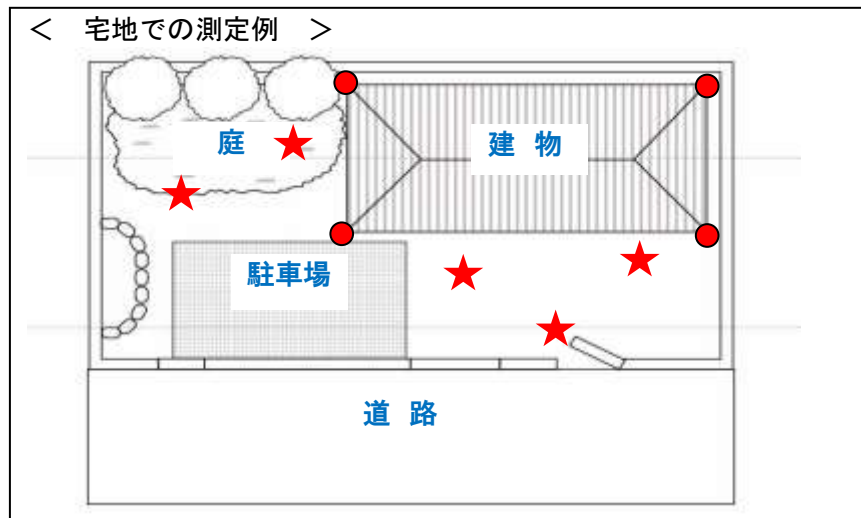 ＜　宅地での測定例　＞
庭
建 物
駐車場
道 路